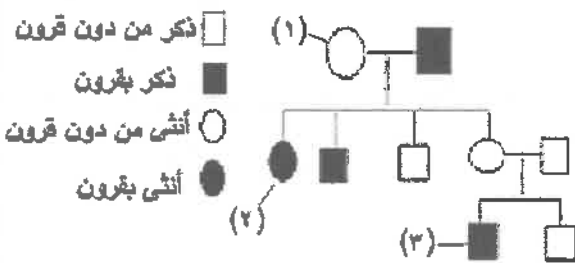 ذكر من دون قرون
ذكر بقرون
أنثى من دون قرون
أنثى بقرون
(١)
(٢)
(٣)